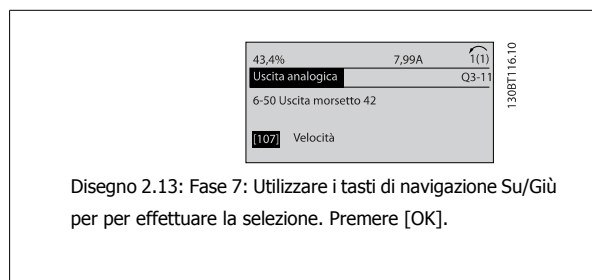 43,4% 7,99A 1(1)
Uscita analogica Q3-11
6-50 Uscita morsetto 42
[107] Velocità
130BT116.10
Disegno 2.13: Fase 7: Utilizzare i tasti di navigazione Su/Giù
per per effettuare la selezione. Premere [OK].